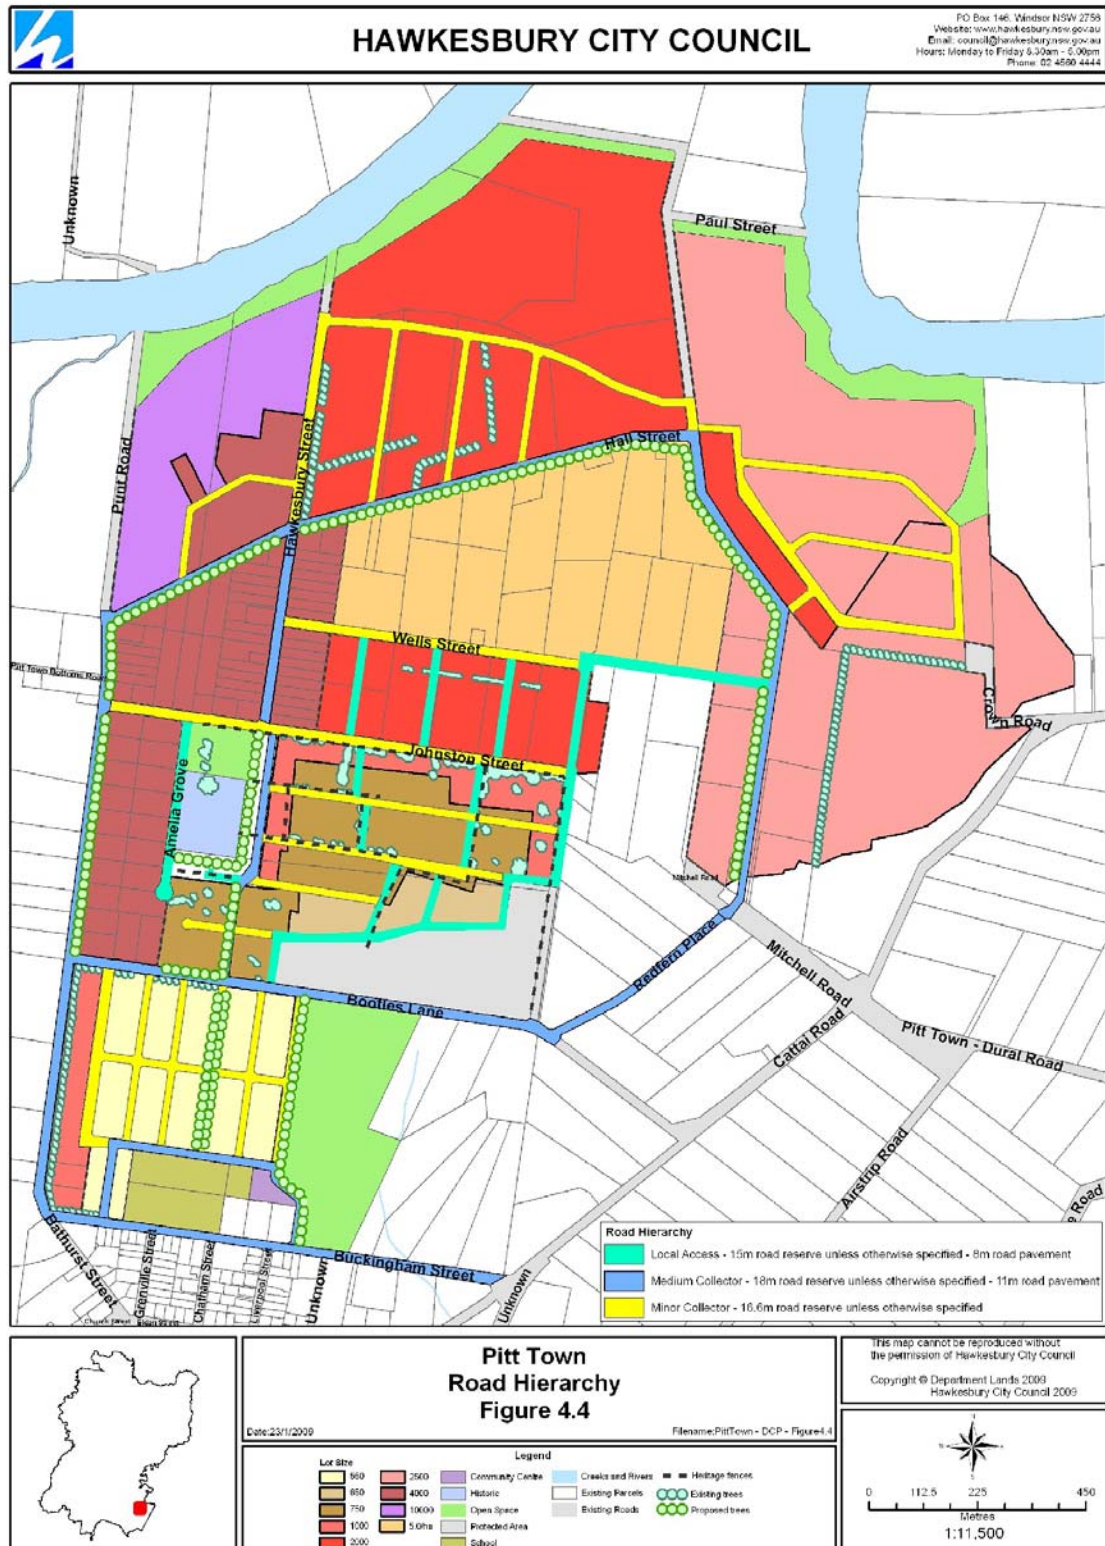 HAWKESBURY CITY COUNCIL
PO Box 146, Windsor NSW 2756
Website: www.hawkesbury.nsw.gov.au
Email: council@hawkesbury.nsw.gov.au
Hours: Monday to Friday 8.30am - 5.00pm
Phone: 02 4560 4444
Unknown
Paul Street
Punt Road
Hawkesbury Street
Hall Street
Wells Street
Pitt Town Bottoms Road
Crown Road
Johnston Street
Amelia Grove
Mitchell Road
Redfern Place
Mitchell Road
Bootles Lane
Cattai Road
Pitt Town - Dural Road
Airstrip Road
e Road
Bathurst Street
Grenville Street
Chatham Street
Liverpool Street
Unknown
Buckingham Street
Unknown
Road Hierarchy
Local Access - 15m road reserve unless otherwise specified - 8m road pavement
Medium Collector - 18m road reserve unless otherwise specified - 11m road pavement
Minor Collector - 16.6m road reserve unless otherwise specified
Pitt Town
Road Hierarchy
Figure 4.4
Date:23/1/2009
Filename:PittTown - DCP - Figure4.4
This map cannot be reproduced without
the permission of Hawkesbury City Council
Copyright © Department Lands 2009
Hawkesbury City Council 2009
Legend
Lot Size
550
650
750
1000
2000
2500
4000
10000
5.0ha
Community Centre
Historic
Open Space
Protected Area
School
Creeks and Rivers
Existing Parcels
Existing Roads
Heritage fences
Existing trees
Proposed trees
0 112.5 225 450
Metres
1:11,500